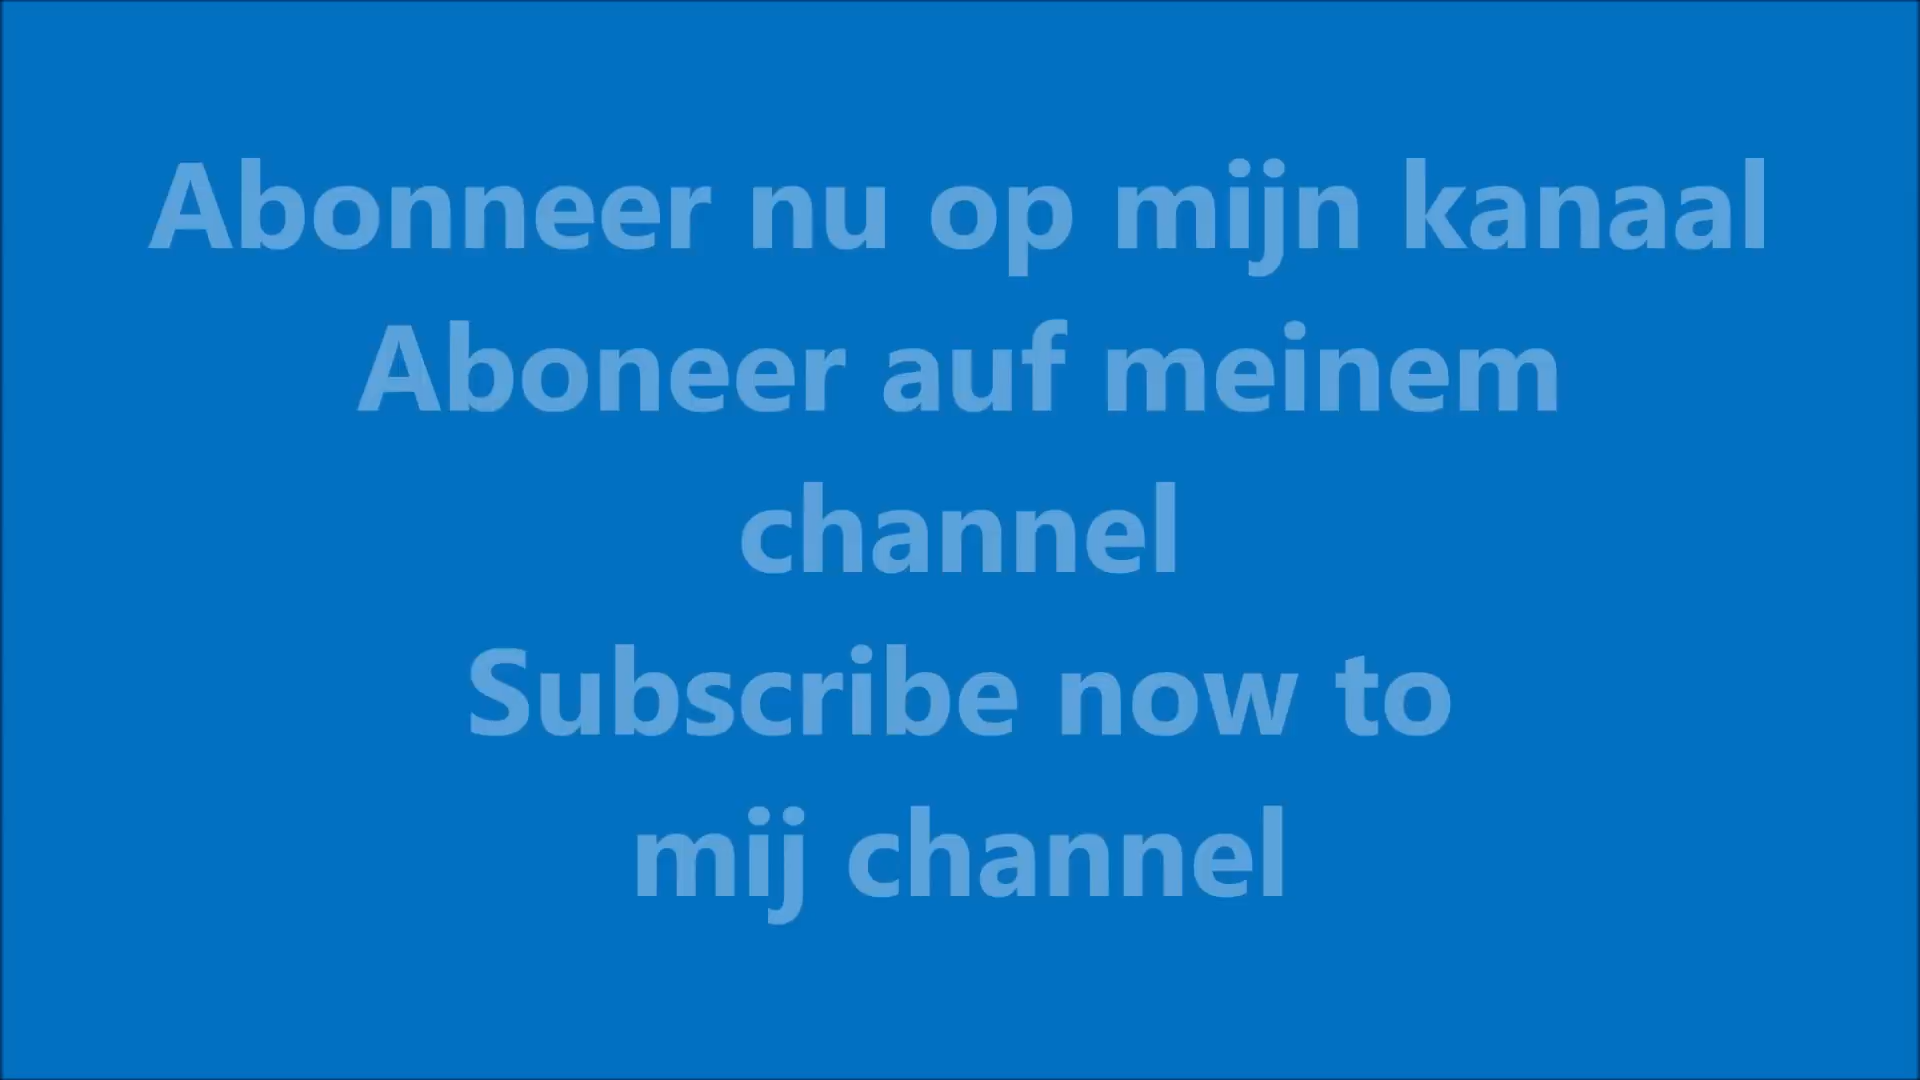 Abonneer nu op mijn kanaal
Aboneer auf meinem
channel
Subscribe now to
mij channel